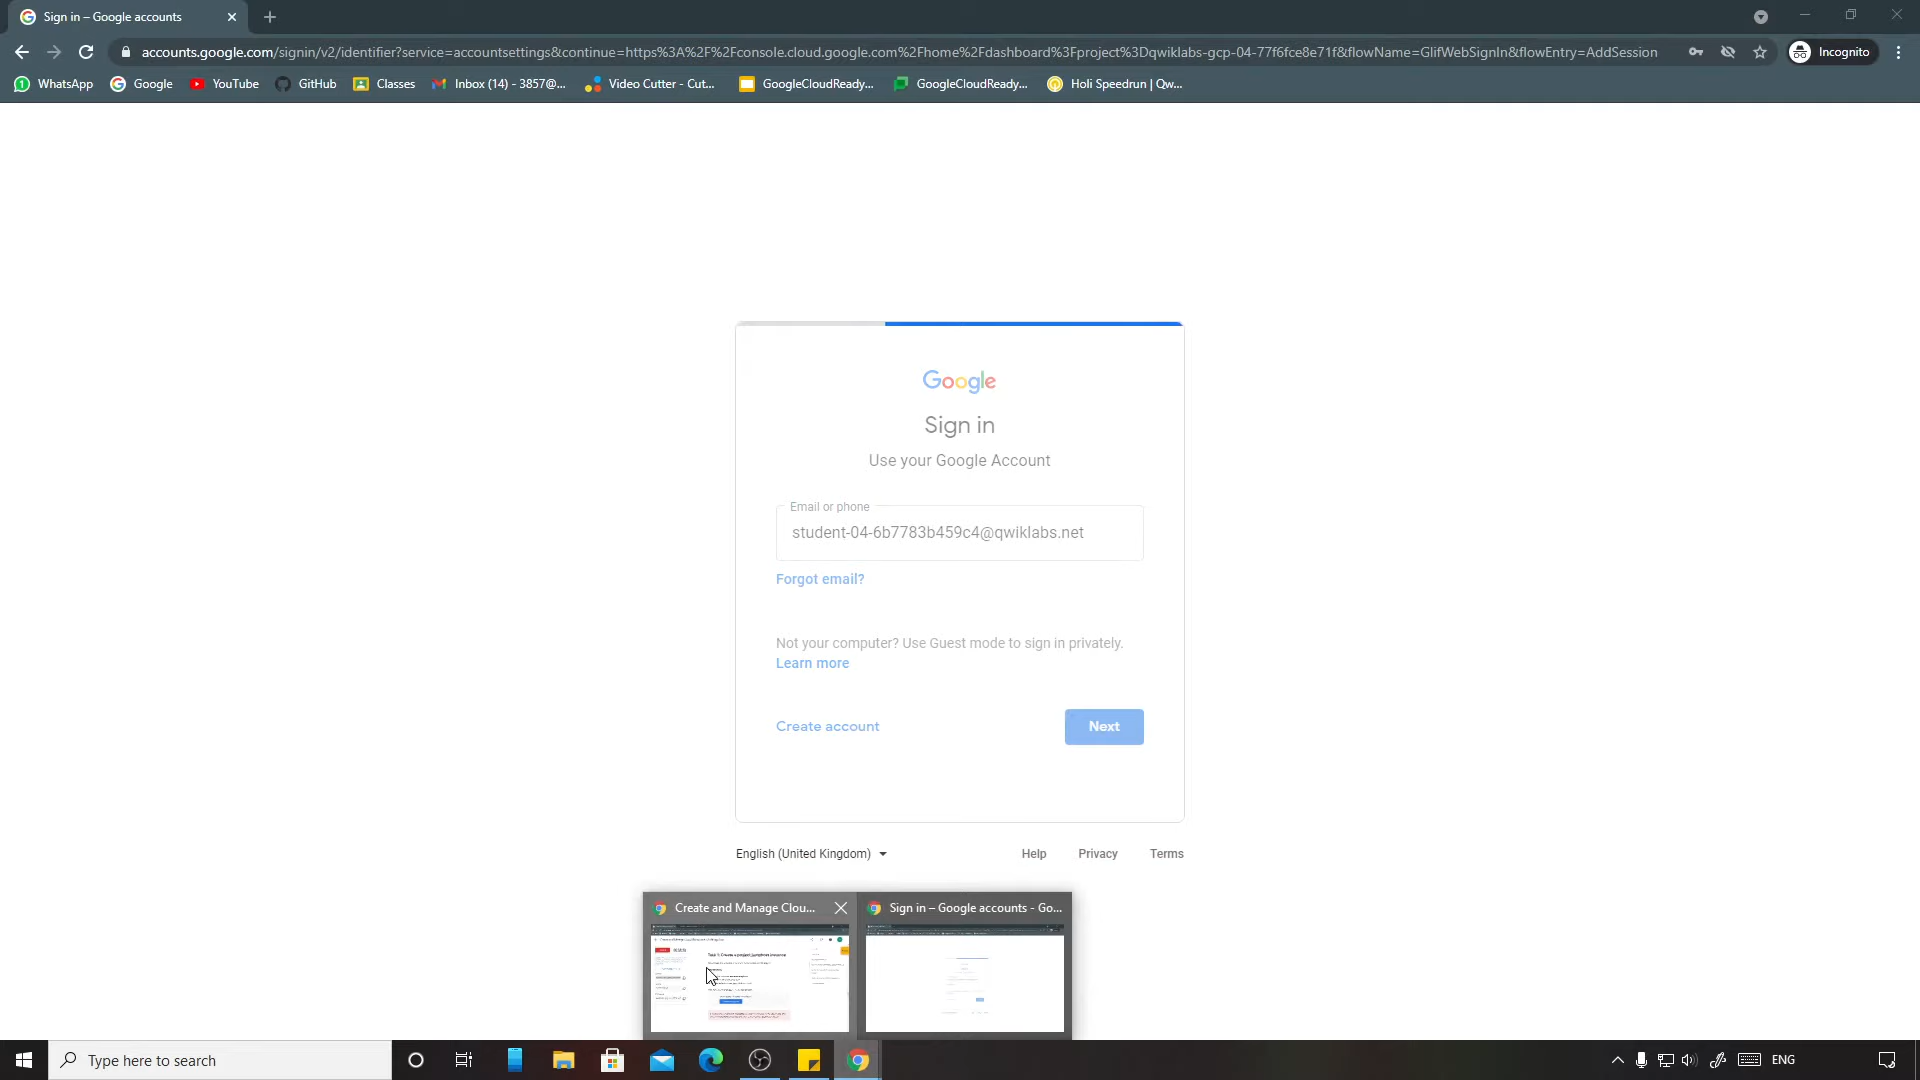 Sign in – Google accounts
accounts.google.com/signin/v2/identifier?service=accountsettings&continue=https%3A%2F%2Fconsole.cloud.google.com%2Fhome%2Fdashboard%3Fproject%3Dqwiklabs-gcp-04-77f6fce8e71f&flowName=GlifWebSignIn&flowEntry=AddSession
Incognito
WhatsApp Google YouTube GitHub Classes Inbox (14) - 3857@... Video Cutter - Cut... GoogleCloudReady... GoogleCloudReady... Holi Speedrun | Qw...
Google
Sign in
Use your Google Account
Email or phone
student-04-6b7783b459c4@qwiklabs.net
Forgot email?
Not your computer? Use Guest mode to sign in privately.
Learn more
Create account
Next
English (United Kingdom)
Help Privacy Terms
Create and Manage Clou...
Sign in – Google accounts - Go...
Type here to search
ENG